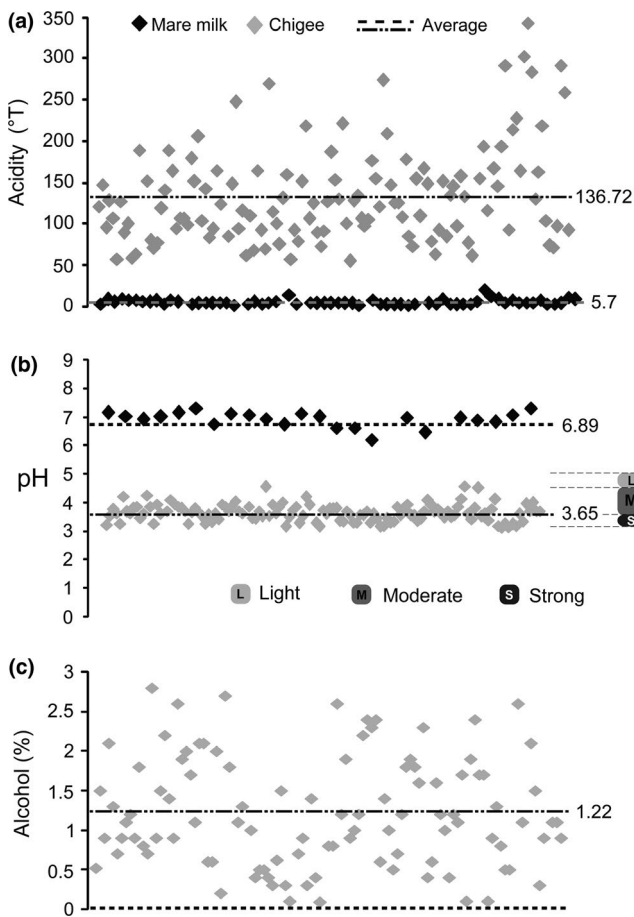 (a)
Mare milk Chigee Average
350
300
250
200
150
100
50
0
Acidity (°T)
136.72
5.7
(b)
9
8
7
6
5
4
3
2
1
0
pH
6.89
3.65
L
M
S
L Light M Moderate S Strong
(c)
3
2.5
2
1.5
1
0.5
0
Alcohol (%)
1.22